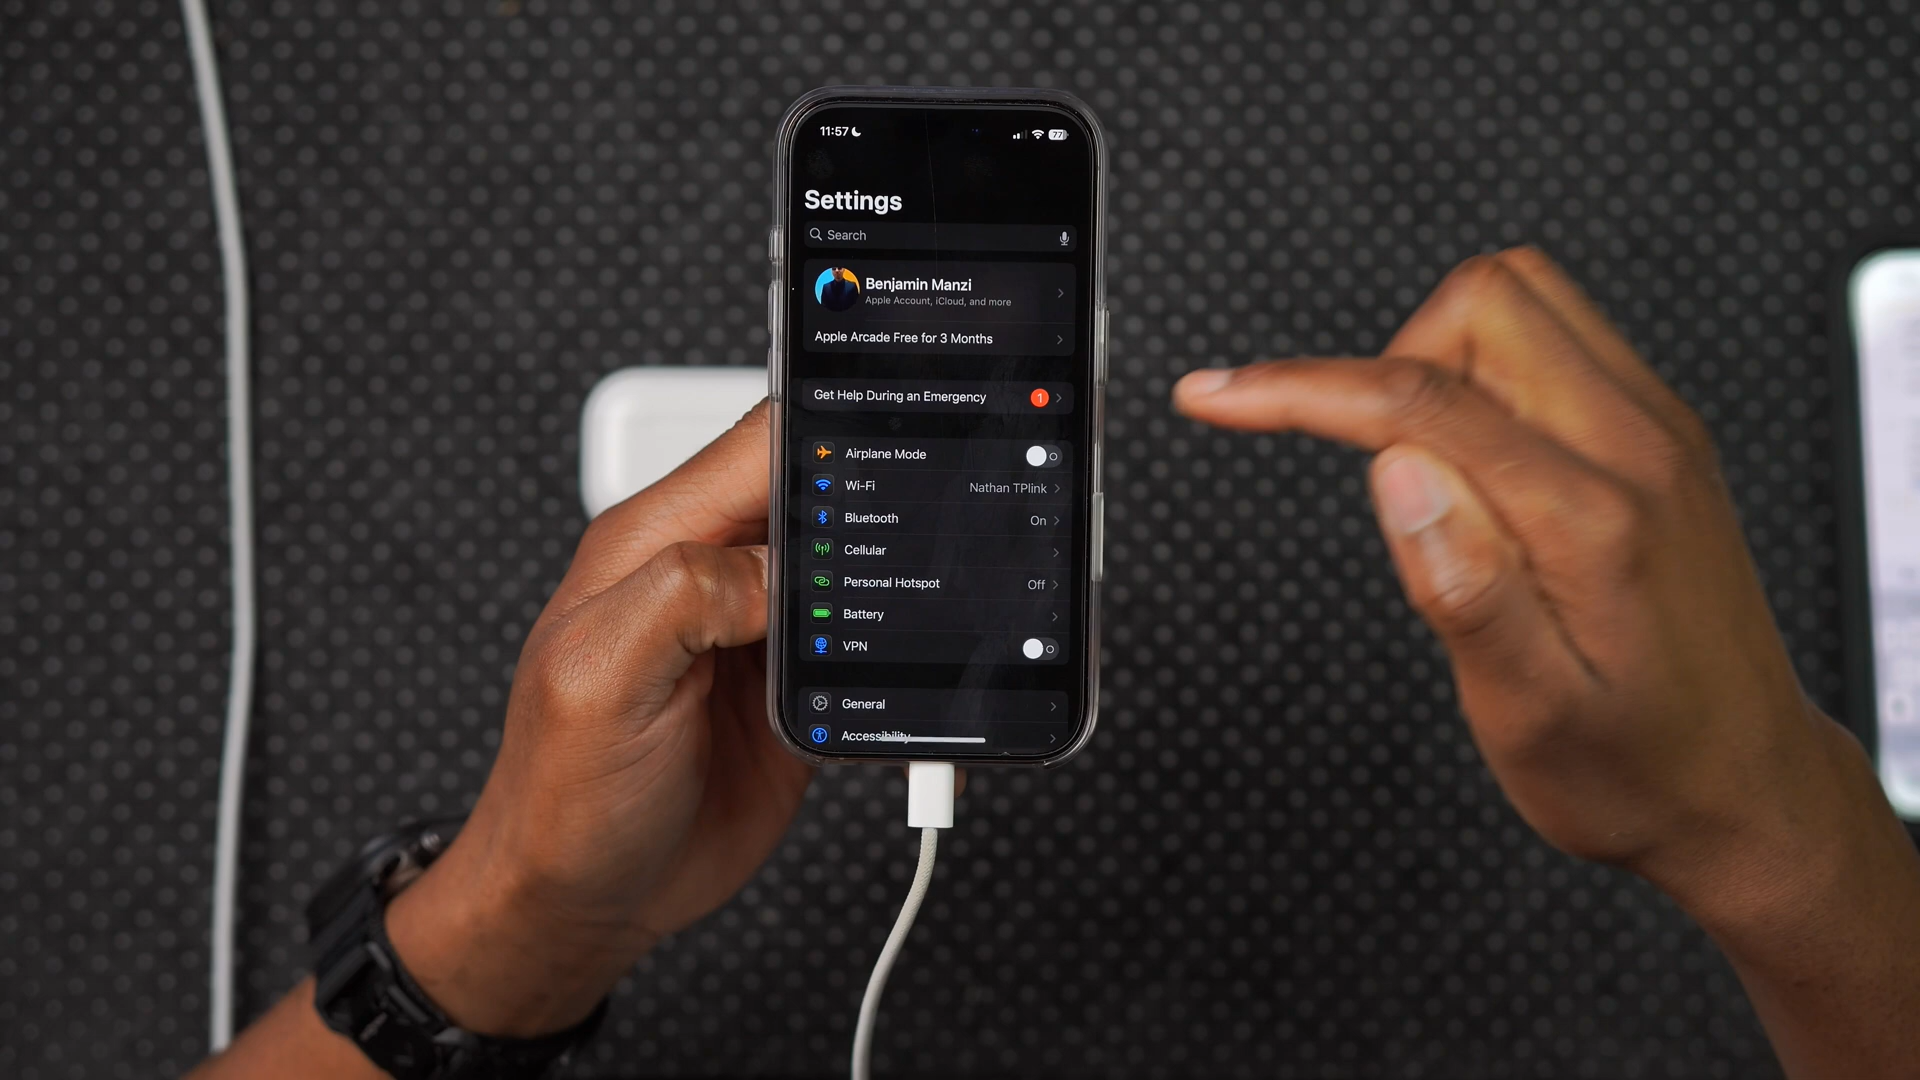 11:57
77
Settings
Search
Benjamin Manzi
Apple Account, iCloud, and more
Apple Arcade Free for 3 Months
Get Help During an Emergency 1
Airplane Mode
Wi-Fi Nathan TPlink
Bluetooth On
Cellular
Personal Hotspot Off
Battery
VPN
General
Accessibility